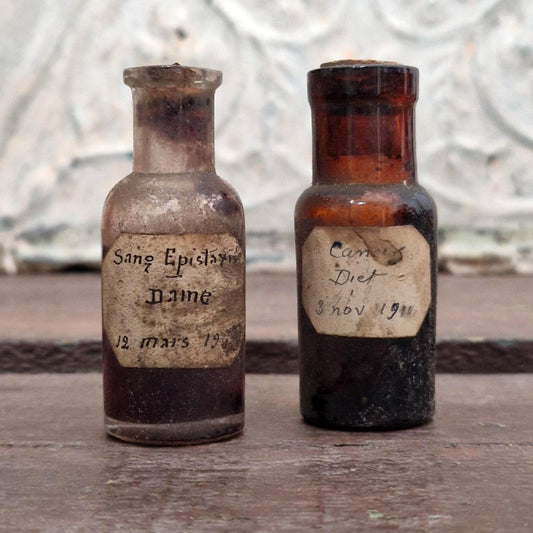 Sang Epistaxis
Dame
12 mars
Diet
3 nov